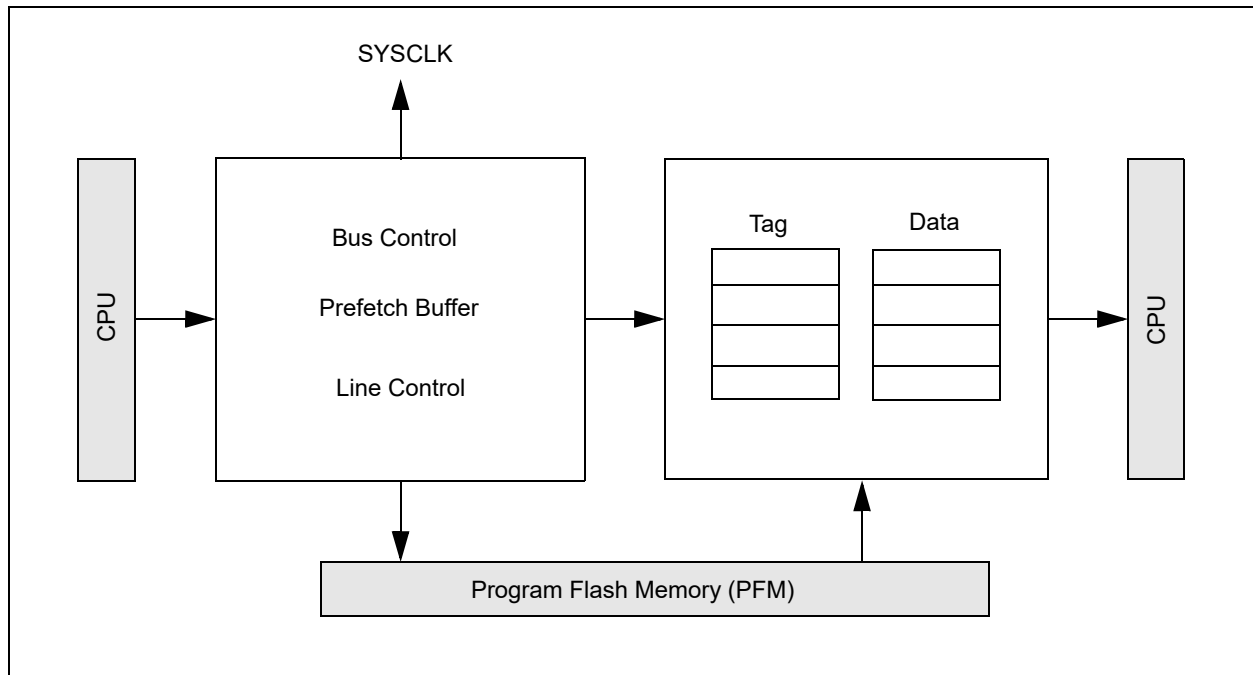 SYSCLK
CPU
Bus Control
Prefetch Buffer
Line Control
Tag
Data
CPU
Program Flash Memory (PFM)